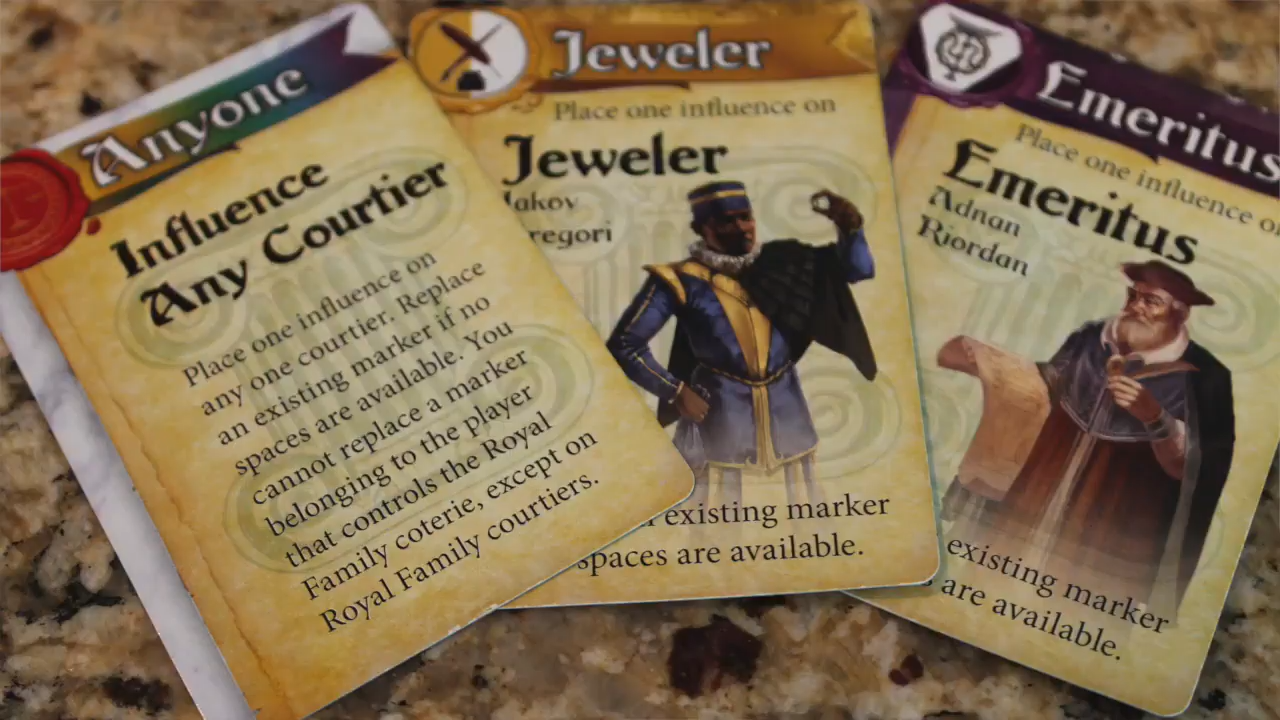 Anyone
Influence
Any Courtier
Place one influence on
any one courtier. Replace
an existing marker if no
spaces are available. You
cannot replace a marker
belonging to the player
that controls the Royal
Family coterie, except on
Royal Family courtiers.
Jeweler
Place one influence on
Jeweler
Iakov
regori
existing marker
spaces are available.
Emeritus
Place one influence on
Emeritus
Adnan
Riordan
existing marker
are available.